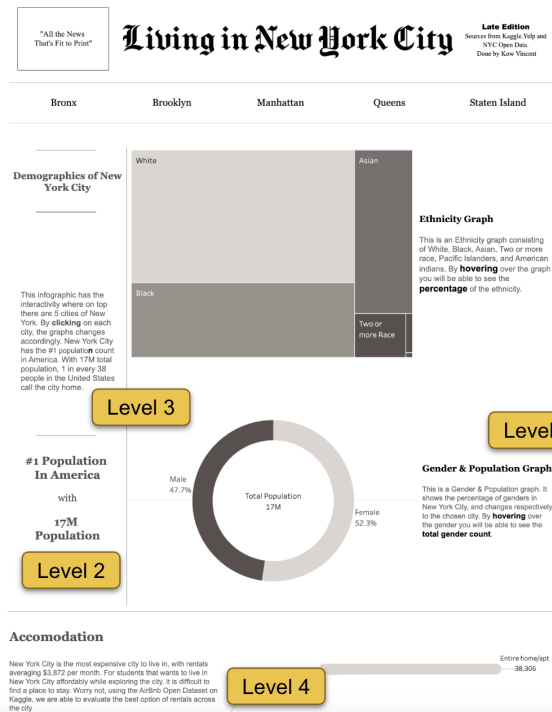 "All the News
That's Fit to Print"
Living in New York City
Late Edition
Sources from Kaggle.Yelp and
NYC Open Data.
Done by Kow Vincent
Bronx
Brooklyn
Manhattan
Queens
Staten Island
Demographics of New
York City
White
Asian
Black
Two or
more Race
Ethnicity Graph
This is an Ethnicity graph consisting
of White, Black, Asian, Two or more
race, Pacific Islanders, and American
indians. By hovering over the graph
you will be able to see the
percentage of the ethnicity.
This infographic has the
interactivity where on top
there are 5 cities of New
York. By clicking on each
city, the graphs changes
accordingly. New York City
has the #1 population count
in America. With 17M total
population, 1 in every 38
people in the United States
call the city home.
Level 3
Level
#1 Population
In America
with
17M
Population
Level 2
Male
47.7%
Total Population
17M
Female
52.3%
Gender & Population Graph
This is a Gender & Population graph. It
shows the percentage of genders in
New York City, and changes respectively
to the chosen city. By hovering over
the gender you will be able to see the
total gender count.
Accomodation
New York City is the most expensive city to live in, with rentals
averaging $3,872 per month. For students that wants to live in
New York City affordably while exploring the city, it is difficult to
find a place to stay. Worry not, using the AirBnb Open Dataset on
Kaggle, we are able to evaluate the best option of rentals across
the city
Level 4
Entire home/apt
38,306